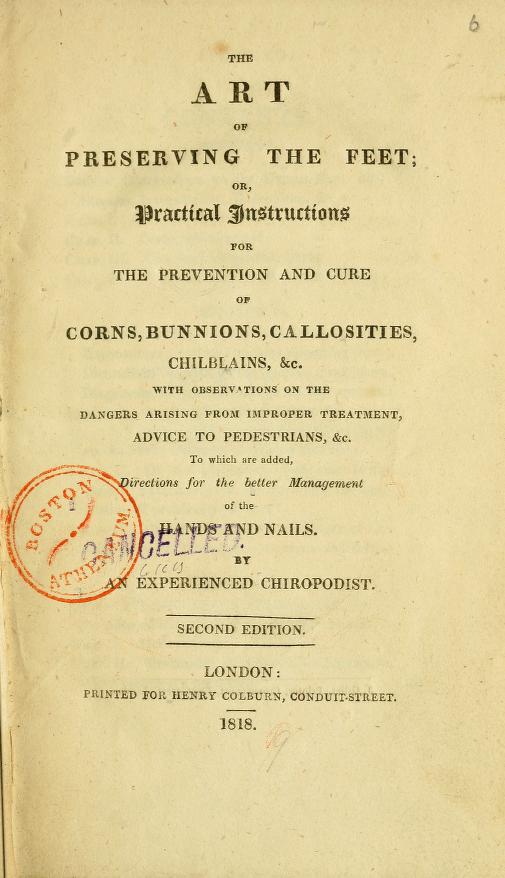 6
THE
ART
OF
PRESERVING THE FEET;
OR,
Practical Instructions
FOR
THE PREVENTION AND CURE
OF
CORNS, BUNNIONS, CALLOSITIES,
CHILBLAINS, &c.
WITH OBSERVATIONS ON THE
DANGERS ARISING FROM IMPROPER TREATMENT,
ADVICE TO PEDESTRIANS, &c.
To which are added,
Directions for the better Management
of the
HANDS AND NAILS.
BY
AN EXPERIENCED CHIROPODIST.
BOSTON
ATHENÆUM.
CANCELLED.
SECOND EDITION.
LONDON:
PRINTED FOR HENRY COLBURN, CONDUIT-STREET.
1818.